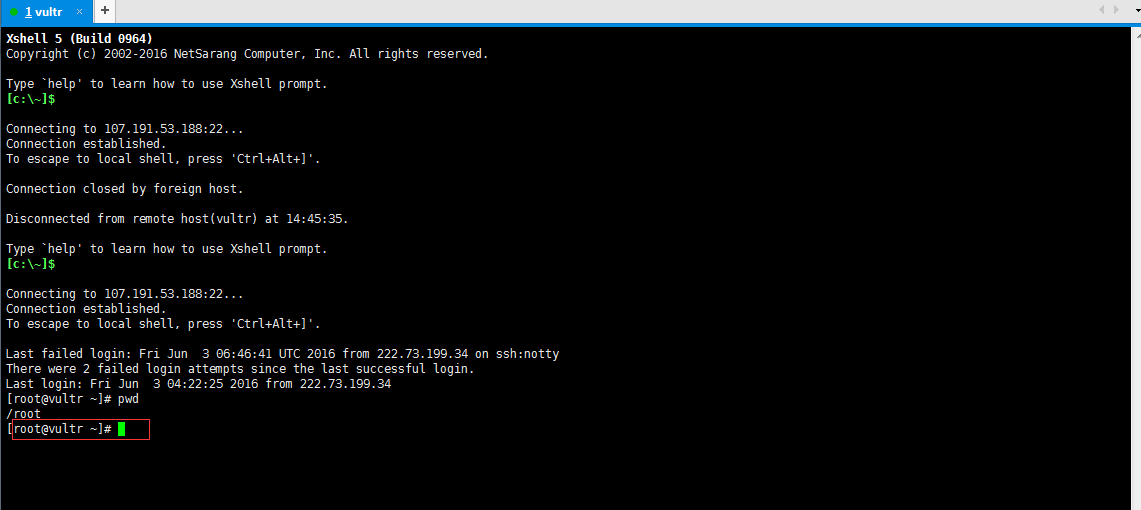 1 vultr × +
Xshell 5 (Build 0964)
Copyright (c) 2002-2016 NetSarang Computer, Inc. All rights reserved.
Type `help' to learn how to use Xshell prompt.
[c:\~]$
Connecting to 107.191.53.188:22...
Connection established.
To escape to local shell, press 'Ctrl+Alt+]'.
Connection closed by foreign host.
Disconnected from remote host(vultr) at 14:45:35.
Type `help' to learn how to use Xshell prompt.
[c:\~]$
Connecting to 107.191.53.188:22...
Connection established.
To escape to local shell, press 'Ctrl+Alt+]'.
Last failed login: Fri Jun  3 06:46:41 UTC 2016 from 222.73.199.34 on ssh:notty
There were 2 failed login attempts since the last successful login.
Last login: Fri Jun  3 04:22:25 2016 from 222.73.199.34
[root@vultr ~]# pwd
/root
[root@vultr ~]#